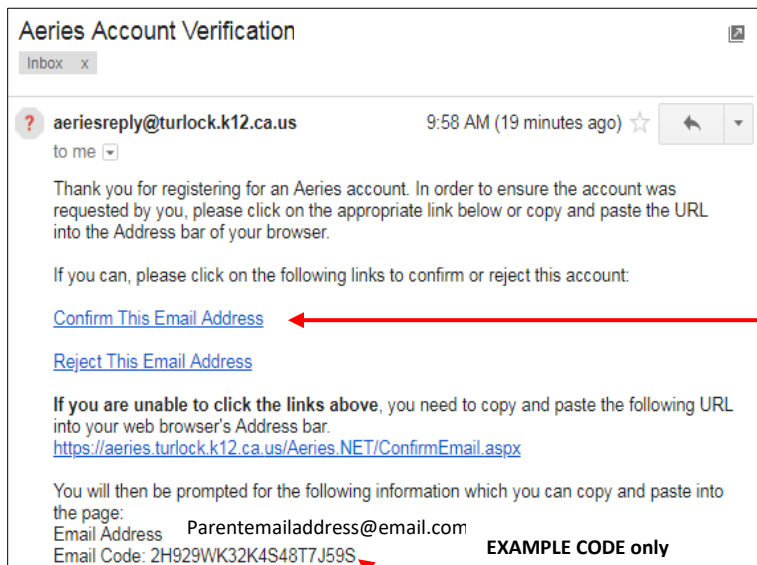 Aeries Account Verification
Inbox x
? aeriesreply@turlock.k12.ca.us 9:58 AM (19 minutes ago)
to me
Thank you for registering for an Aeries account. In order to ensure the account was
requested by you, please click on the appropriate link below or copy and paste the URL
into the Address bar of your browser.
If you can, please click on the following links to confirm or reject this account:
Confirm This Email Address
Reject This Email Address
If you are unable to click the links above, you need to copy and paste the following URL
into your web browser's Address bar.
https://aeries.turlock.k12.ca.us/Aeries.NET/ConfirmEmail.aspx
You will then be prompted for the following information which you can copy and paste into
the page:
Email Address Parentemailaddress@email.com
Email Code: 2H929WK32K4S48T7J59S EXAMPLE CODE only